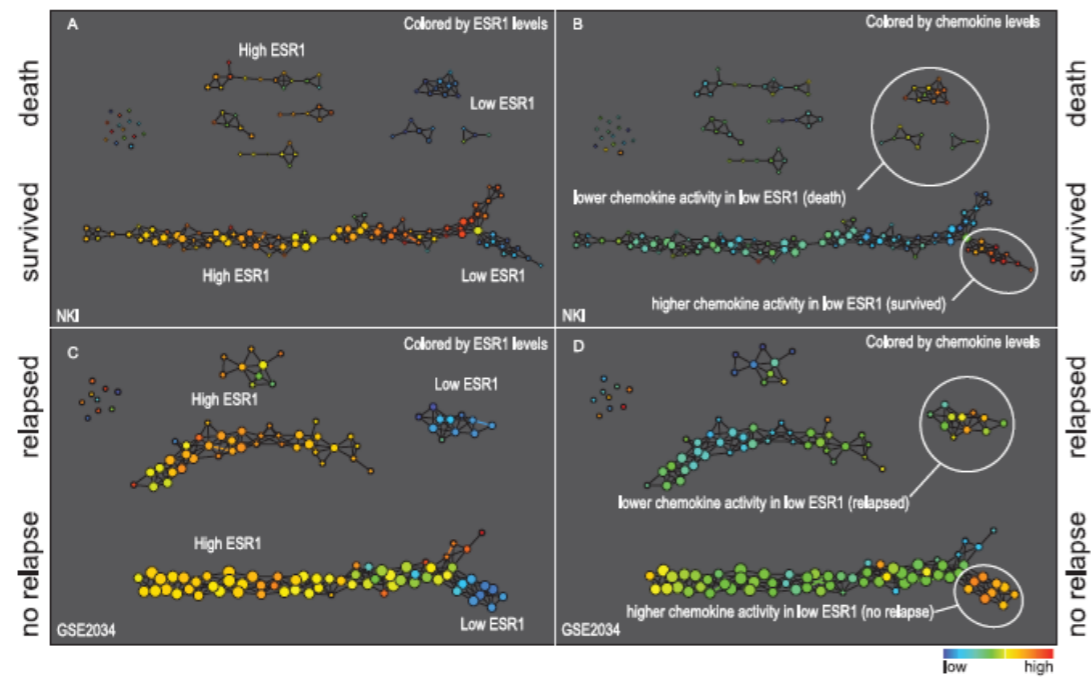 A
Colored by ESR1 levels
High ESR1
Low ESR1
death
survived
High ESR1
Low ESR1
NKI
B
Colored by chemokine levels
death
lower chemokine activity in low ESR1 (death)
survived
higher chemokine activity in low ESR1 (survived)
NKI
C
Colored by ESR1 levels
Low ESR1
High ESR1
relapsed
High ESR1
no relapse
Low ESR1
GSE2034
D
Colored by chemokine levels
relapsed
lower chemokine activity in low ESR1 (relapsed)
no relapse
higher chemokine activity in low ESR1 (no relapse)
GSE2034
low high